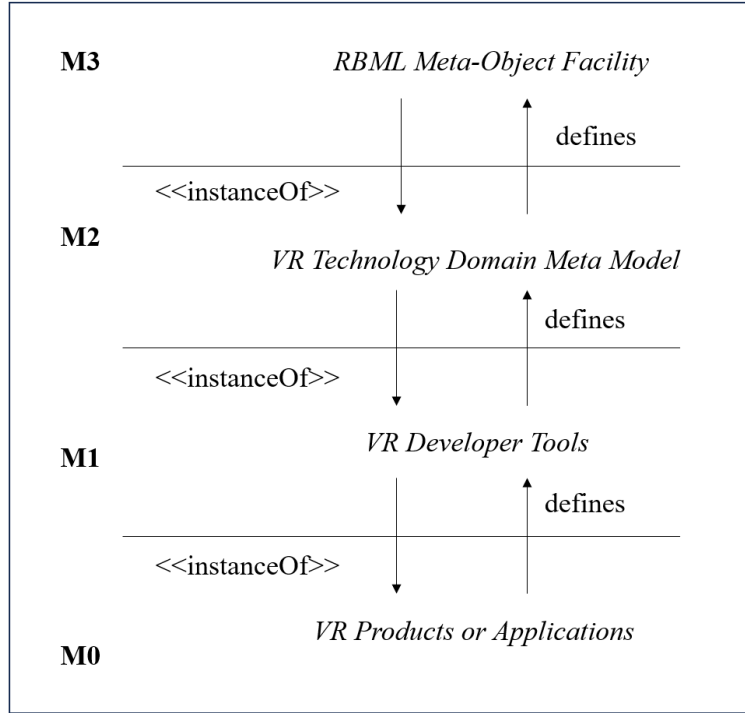 M3
RBML Meta-Object Facility
defines
<<instanceOf>>
M2
VR Technology Domain Meta Model
defines
<<instanceOf>>
M1
VR Developer Tools
defines
<<instanceOf>>
VR Products or Applications
M0